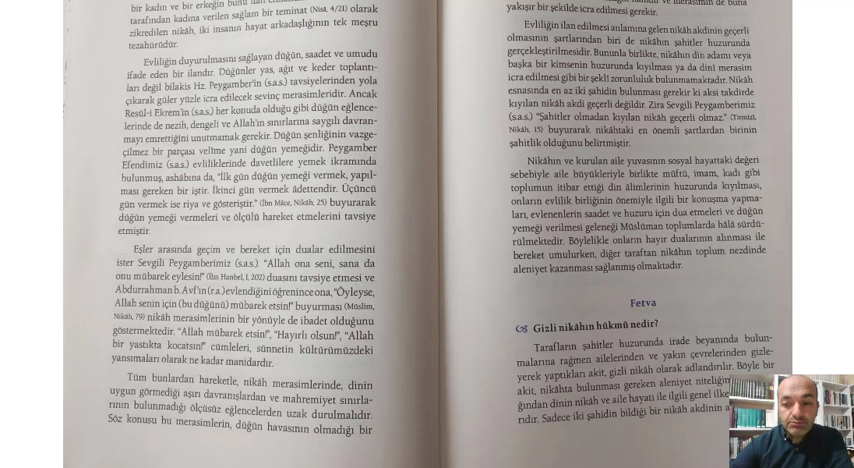 bir kadın ve bir erkeğin bunu
tarafından kadına verilen sağlam bir teminat (Nisâ, 4/21) olarak
zikredilen nikâh, iki insanın hayat arkadaşlığının tek meşru
tezahürüdür.
Evliliğin duyurulmasını sağlayan düğün, saadet ve umudu
ifade eden bir ilandır. Düğünler yas, ağıt ve keder toplantı-
ları değil bilakis Hz. Peygamber'in (s.a.s.) tavsiyelerinden yola
çıkarak güler yüzle icra edilecek sevinç merasimleridir. Ancak
Resûl-i Ekrem'in (s.a.s.) her konuda olduğu gibi düğün eğlence-
lerinde de nezih, dengeli ve Allah'ın sınırlarına saygılı davran-
mayı emrettiğini unutmamak gerekir. Düğün şenliğinin vazge-
çilmez bir parçası velîme yani düğün yemeğidir. Peygamber
Efendimiz (s.a.s.) evliliklerinde davetlilere yemek ikramında
bulunmuş, ashâbına da, "İlk gün düğün yemeği vermek, yapıl-
ması gereken bir iştir. İkinci gün vermek âdettendir. Üçüncü
gün vermek ise riya ve gösteriştir." (İbn Mâce, Nikâh, 25) buyurarak
düğün yemeği vermeleri ve ölçülü hareket etmelerini tavsiye
etmiştir.
Eşler arasında geçim ve bereket için dualar edilmesini
ister Sevgili Peygamberimiz (s.a.s.). "Allah ona seni, sana da
onu mübarek eylesin!" (İbn Hanbel, I, 202) duasını tavsiye etmesi ve
Abdurrahman b. Avf'ın (r.a.) evlendiğini öğrenince ona, "Öyleyse,
Allah senin için (bu düğünü) mübarek etsin!" buyurması (Müslim,
Nikâh, 79) nikâh merasimlerinin bir yönüyle de ibadet olduğunu
göstermektedir. "Allah mübarek etsin!", "Hayırlı olsun!", "Allah
bir yastıkta kocatsın!" cümleleri, sünnetin kültürümüzdeki
yansımaları olarak ne kadar manidardır.
Tüm bunlardan hareketle, nikâh merasimlerinde, dinin
uygun görmediği aşırı davranışlardan ve mahremiyet sınırla-
rının bulunmadığı ölçüsüz eğlencelerden uzak durulmalıdır.
Söz konusu bu merasimlerin, düğün havasının olmadığı bir
ve merasimin de buna
yakışır bir şekilde icra edilmesi gerekir.
Evliliğin ilan edilmesi anlamına gelen nikâh akdinin geçerli
olmasının şartlarından biri de nikâhın şahitler huzurunda
gerçekleştirilmesidir. Bununla birlikte, nikâhın din adamı veya
başka bir kimsenin huzurunda kıyılması ya da dinî merasim
icra edilmesi gibi bir şeklî zorunluluk bulunmamaktadır. Nikâh
esnasında en az iki şahidin bulunması gerekir ki aksi takdirde
kıyılan nikâh akdi geçerli değildir. Zira Sevgili Peygamberimiz
(s.a.s.) "Şahitler olmadan kıyılan nikâh geçerli olmaz." (Tirmizî,
Nikâh, 15) buyurarak nikâhtaki en önemli şartlardan birinin
şahitlik olduğunu belirtmiştir.
Nikâhın ve kurulan aile yuvasının sosyal hayattaki değeri
sebebiyle aile büyükleriyle birlikte müftü, imam, kadı gibi
toplumun itibar ettiği din âlimlerinin huzurunda kıyılması,
onların evlilik birliğinin önemiyle ilgili bir konuşma yapma-
ları, evlenenlerin saadet ve huzuru için dua etmeleri ve düğün
yemeği verilmesi geleneği Müslüman toplumlarda hâlâ sürdü-
rülmektedir. Böylelikle onların hayır dualarının alınması ile
bereket umulurken, diğer taraftan nikâhın toplum nezdinde
aleniyet kazanması sağlanmış olmaktadır.
Fetva
Gizli nikâhın hükmü nedir?
Tarafların şahitler huzurunda irade beyanında bulun-
malarına rağmen ailelerinden ve yakın çevrelerinden gizle-
yerek yaptıkları akit, gizli nikâh olarak adlandırılır. Böyle bir
akit, nikâhta bulunması gereken aleniyet niteliğin
ğından dinin nikâh ve aile hayatı ile ilgili genel ilke
rıdır. Sadece iki şahidin bildiği bir nikâh akdinin